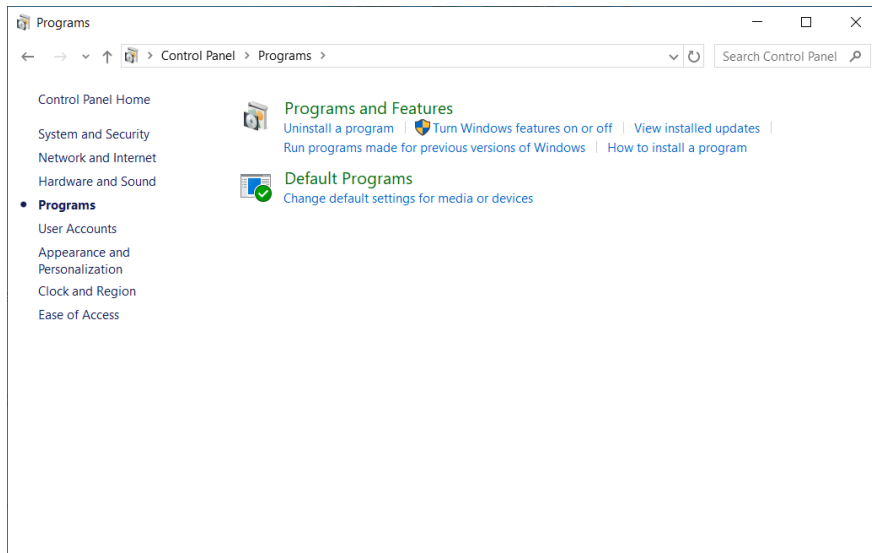 Programs
Control Panel > Programs >
Search Control Panel
Control Panel Home
System and Security
Network and Internet
Hardware and Sound
Programs
User Accounts
Appearance and
Personalization
Clock and Region
Ease of Access
Programs and Features
Uninstall a program | Turn Windows features on or off | View installed updates |
Run programs made for previous versions of Windows | How to install a program
Default Programs
Change default settings for media or devices